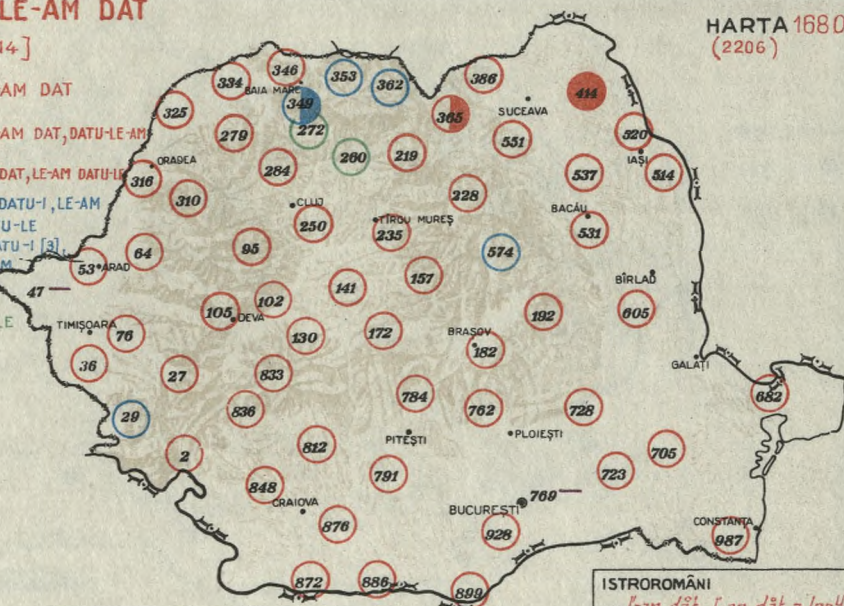 LE-AM DAT
HARTA 1680
(2206)
14]
AM DAT
AM DAT, DATU-LE-AM
DAT, LE-AM DATU-LE
DATU-I, LE-AM
U-LE
ATU-I [3],
M
LE
346
353
334
BAIA MARE
362
386
349
414
325
365
SUCEAVA
279
272
551
520
260
219
IAȘI
ORADEA
284
316
537
514
310
228
CLUJ
BACĂU
250
TÎRGU MUREȘ
235
531
95
64
574
53
ARAD
157
BÎRLAD
47
141
102
105
DEVA
192
605
TIMIȘOARA
76
130
172
BRAȘOV
182
36
GALAȚI
27
833
784
762
728
682
29
836
PITEȘTI
PLOIEȘTI
812
2
705
791
723
848
769
CRAIOVA
BUCUREȘTI
876
928
CONSTANȚA
987
872
886
899
ISTROROMÂNI